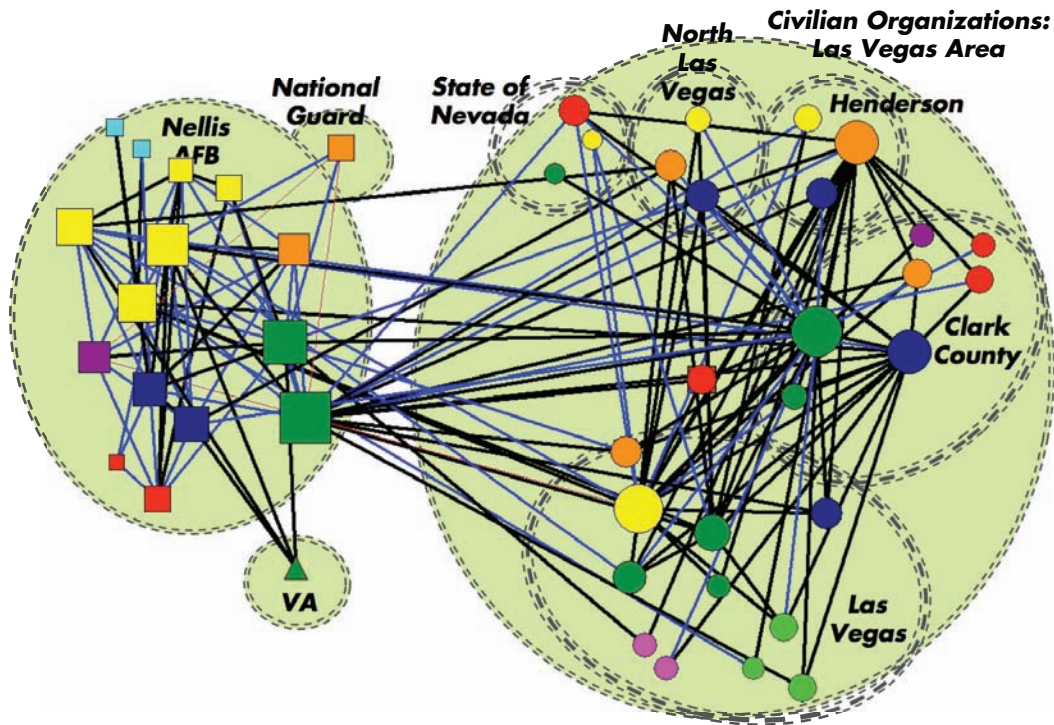 Civilian Organizations:
Las Vegas Area
North
Las
Vegas
National
Guard
State of
Nevada
Henderson
Nellis
AFB
Clark
County
VA
Las
Vegas